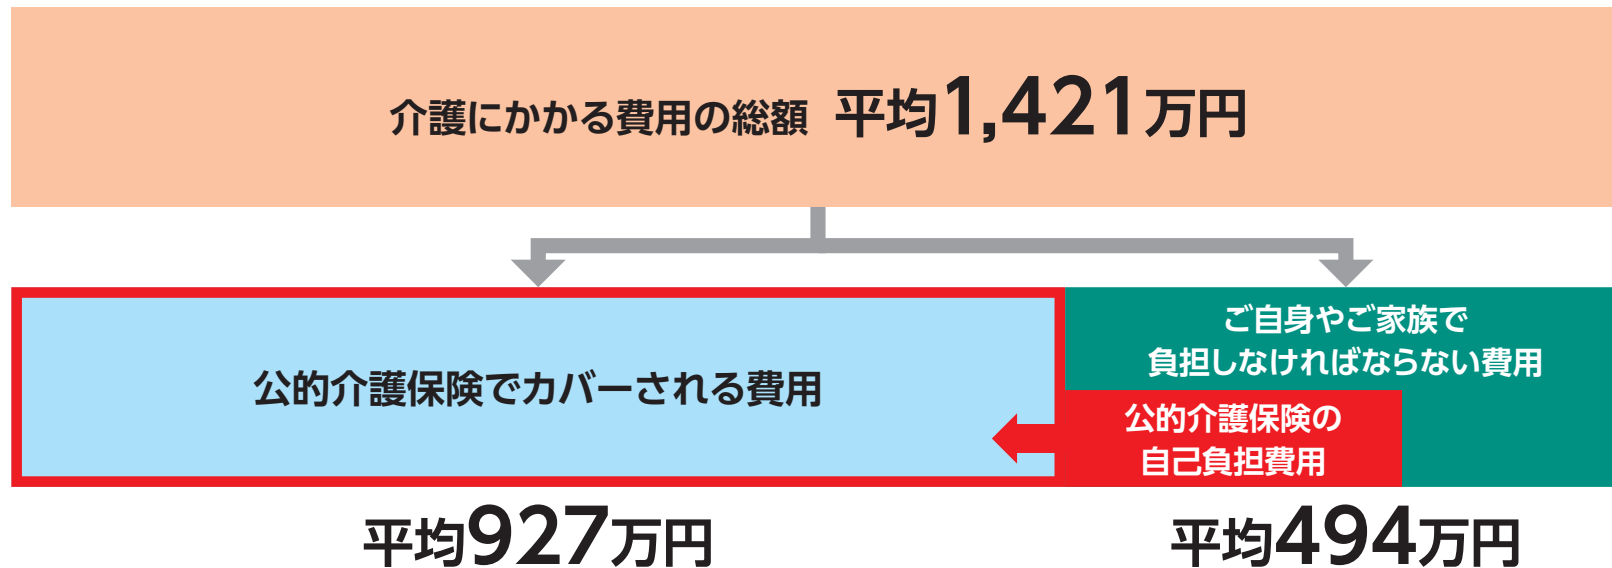 介護にかかる費用の総額 平均1,421万円
公的介護保険でカバーされる費用
ご自身やご家族で
負担しなければならない費用
公的介護保険の
自己負担費用
平均927万円
平均494万円